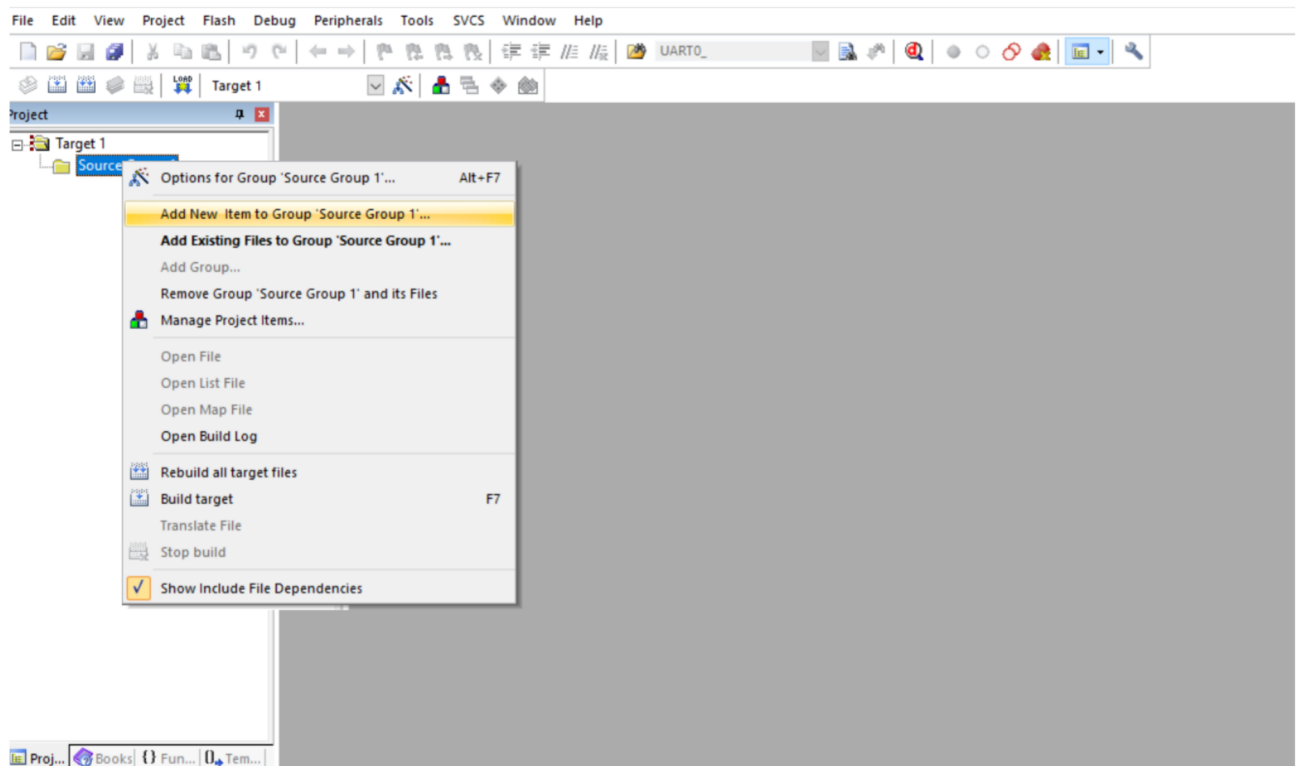 File Edit View Project Flash Debug Peripherals Tools SVCS Window Help
UART0_
LOAD
Target 1
Project
Target 1
Source
Options for Group 'Source Group 1'... Alt+F7
Add New Item to Group 'Source Group 1'...
Add Existing Files to Group 'Source Group 1'...
Add Group...
Remove Group 'Source Group 1' and its Files
Manage Project Items...
Open File
Open List File
Open Map File
Open Build Log
Rebuild all target files
Build target F7
Translate File
Stop build
Show Include File Dependencies
Proj... Books {} Fun... Tem...